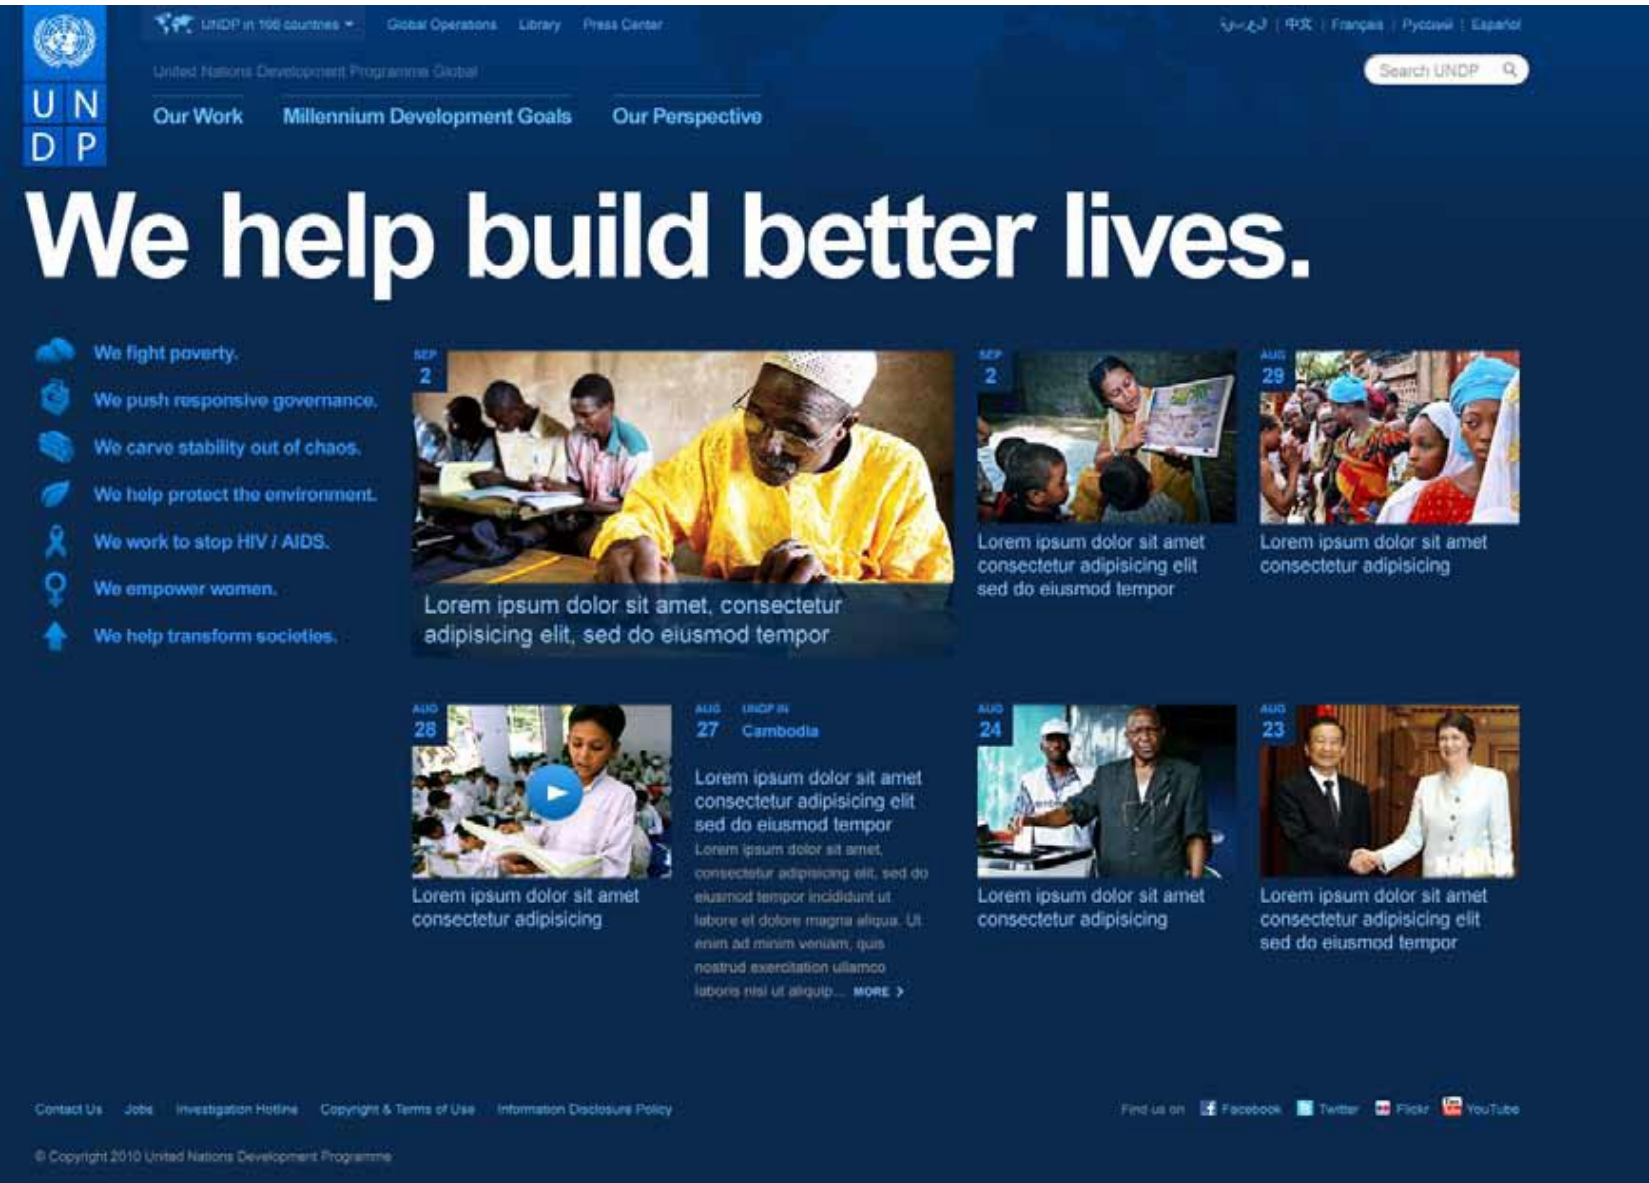 UNDP in 166 countries
Global Operations
Library
Press Center
العربية | 中文 | Français | Русский | Español
United Nations Development Programme Global
Search UNDP
U N
D P
Our Work
Millennium Development Goals
Our Perspective
We help build better lives.
We fight poverty.
We push responsive governance.
We carve stability out of chaos.
We help protect the environment.
We work to stop HIV / AIDS.
We empower women.
We help transform societies.
SEP
2
Lorem ipsum dolor sit amet, consectetur
adipisicing elit, sed do eiusmod tempor
SEP
2
Lorem ipsum dolor sit amet
consectetur adipisicing elit
sed do eiusmod tempor
AUG
29
Lorem ipsum dolor sit amet
consectetur adipisicing
AUG
28
Lorem ipsum dolor sit amet
consectetur adipisicing
AUG
27
UNDP IN
Cambodia
Lorem ipsum dolor sit amet
consectetur adipisicing elit
sed do eiusmod tempor
Lorem ipsum dolor sit amet,
consectetur adipisicing elit, sed do
eiusmod tempor incididunt ut
labore et dolore magna aliqua. Ut
enim ad minim veniam, quis
nostrud exercitation ullamco
laboris nisi ut aliquip... MORE >
AUG
24
Lorem ipsum dolor sit amet
consectetur adipisicing
AUG
23
Lorem ipsum dolor sit amet
consectetur adipisicing elit
sed do eiusmod tempor
Contact Us
Jobs
Investigation Hotline
Copyright & Terms of Use
Information Disclosure Policy
Find us on
Facebook
Twitter
Flickr
YouTube
© Copyright 2010 United Nations Development Programme